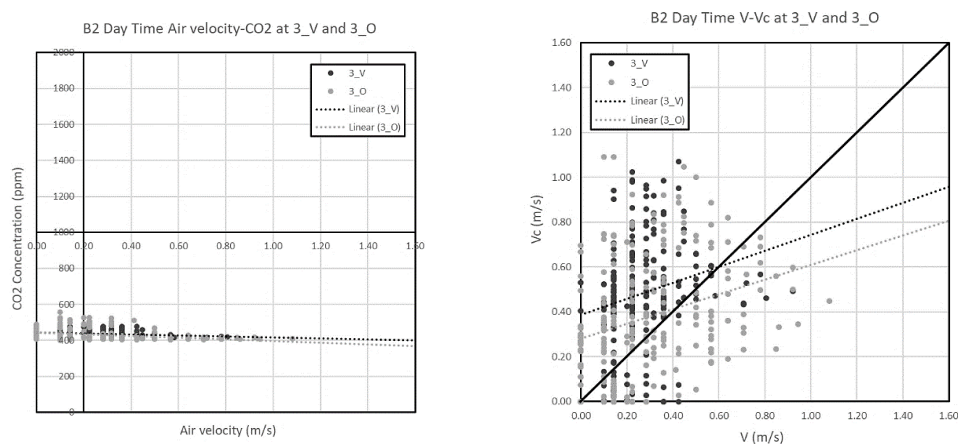 B2 Day Time Air velocity-CO2 at 3_V and 3_O
2000
1800
1600
1400
1200
1000
800
600
400
200
0
0.00 0.20 0.40 0.60 0.80 1.00 1.20 1.40 1.60
CO2 Concentration (ppm)
Air velocity (m/s)
3_V
3_O
Linear (3_V)
Linear (3_O)
B2 Day Time V-Vc at 3_V and 3_O
1.60
1.40
1.20
1.00
0.80
0.60
0.40
0.20
0.00
0.00 0.20 0.40 0.60 0.80 1.00 1.20 1.40 1.60
Vc (m/s)
V (m/s)
3_V
3_O
Linear (3_V)
Linear (3_O)